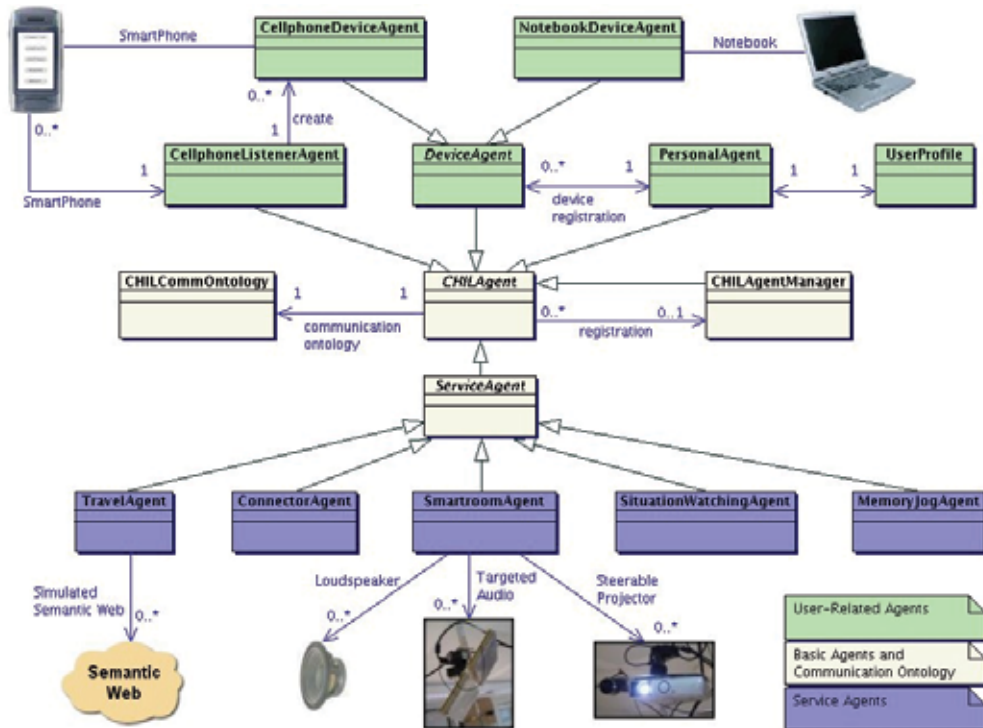 SmartPhone
CellphoneDeviceAgent
NotebookDeviceAgent
Notebook
0..*
0..*
1
create
CellphoneListenerAgent
1
SmartPhone
DeviceAgent
0..*
1
device
registration
PersonalAgent
1
1
UserProfile
CHILCommOntology
1
1
communication
ontology
CHILAgent
0..*
0..1
registration
CHILAgentManager
ServiceAgent
TravelAgent
ConnectorAgent
SmartroomAgent
SituationWatchingAgent
MemoryJogAgent
Simulated
Semantic Web
0..*
Loudspeaker
0..*
Targeted
Audio
0..*
Steerable
Projector
0..*
Semantic
Web
User-Related Agents
Basic Agents and
Communication Ontology
Service Agents